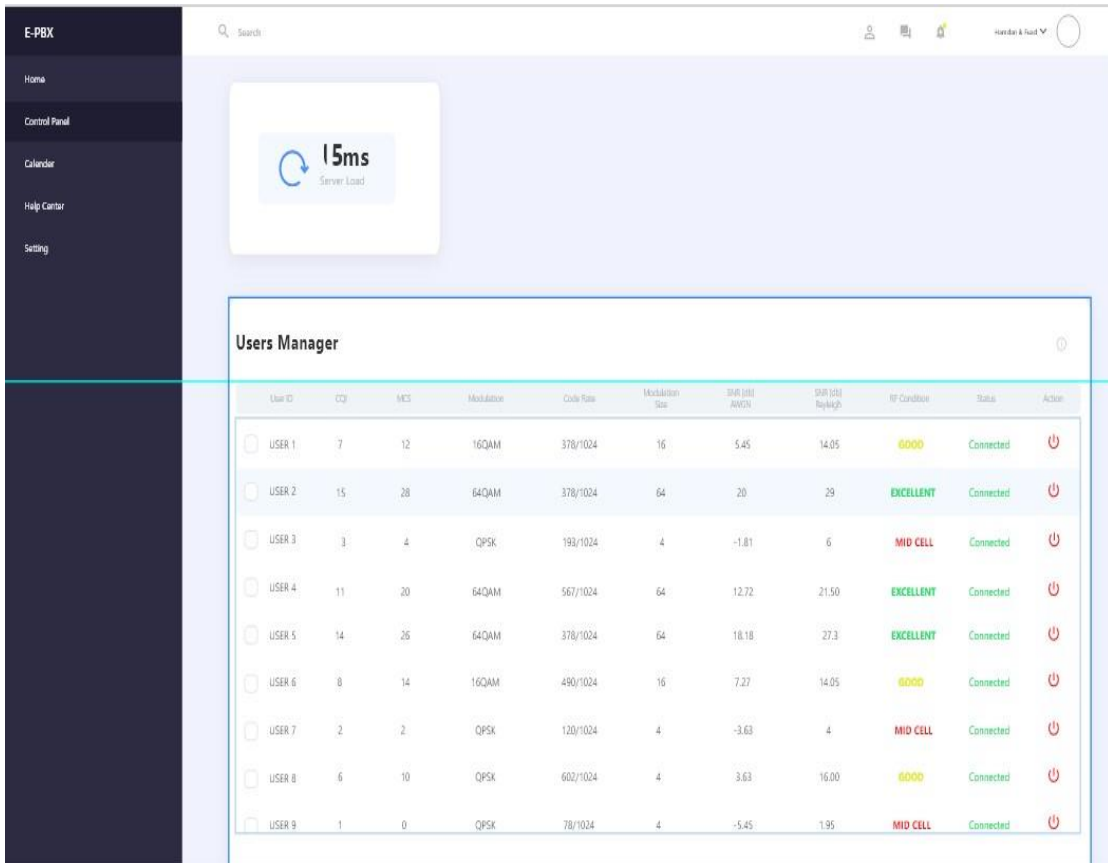 E-PBX
Search
Home
Control Panel
Calender
Help Center
Setting
5ms
Server Load
Users Manager
User ID CQI MCS Modulation Code Rate Modulation Size SNR (db) AWGN SNR (db) Rayleigh RF Condition Status Action
USER 1 7 12 16QAM 378/1024 16 5.45 14.05 GOOD Connected
USER 2 15 28 64QAM 378/1024 64 20 29 EXCELLENT Connected
USER 3 3 4 QPSK 193/1024 4 -1.81 6 MID CELL Connected
USER 4 11 20 64QAM 567/1024 64 12.72 21.50 EXCELLENT Connected
USER 5 14 26 64QAM 378/1024 64 18.18 27.3 EXCELLENT Connected
USER 6 8 14 16QAM 490/1024 16 7.27 14.05 GOOD Connected
USER 7 2 2 QPSK 120/1024 4 -3.63 4 MID CELL Connected
USER 8 6 10 QPSK 602/1024 4 3.63 16.00 GOOD Connected
USER 9 1 0 QPSK 78/1024 4 -5.45 1.95 MID CELL Connected